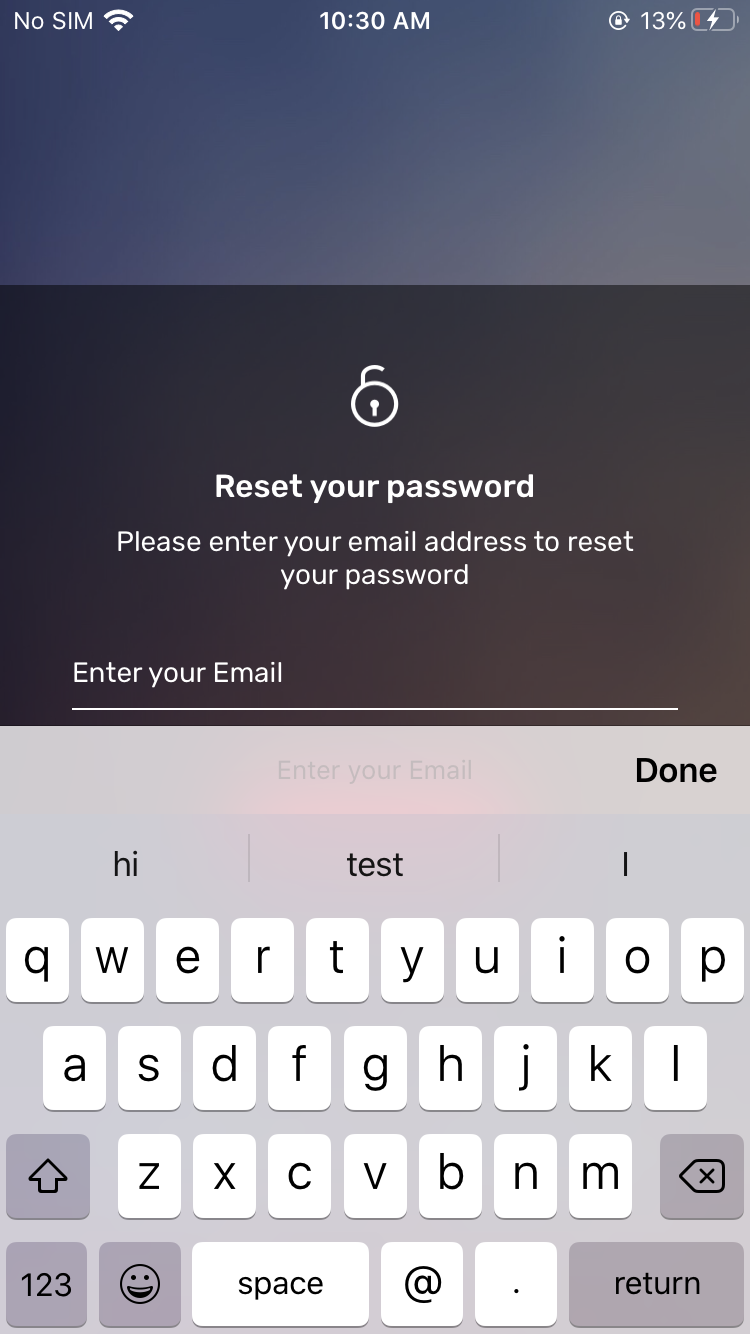 No SIM 10:30 AM 13%
Reset your password
Please enter your email address to reset
your password
Enter your Email
Enter your Email Done
hi test I
q w e r t y u i o p
a s d f g h j k l
z x c v b n m
123 space @ . return